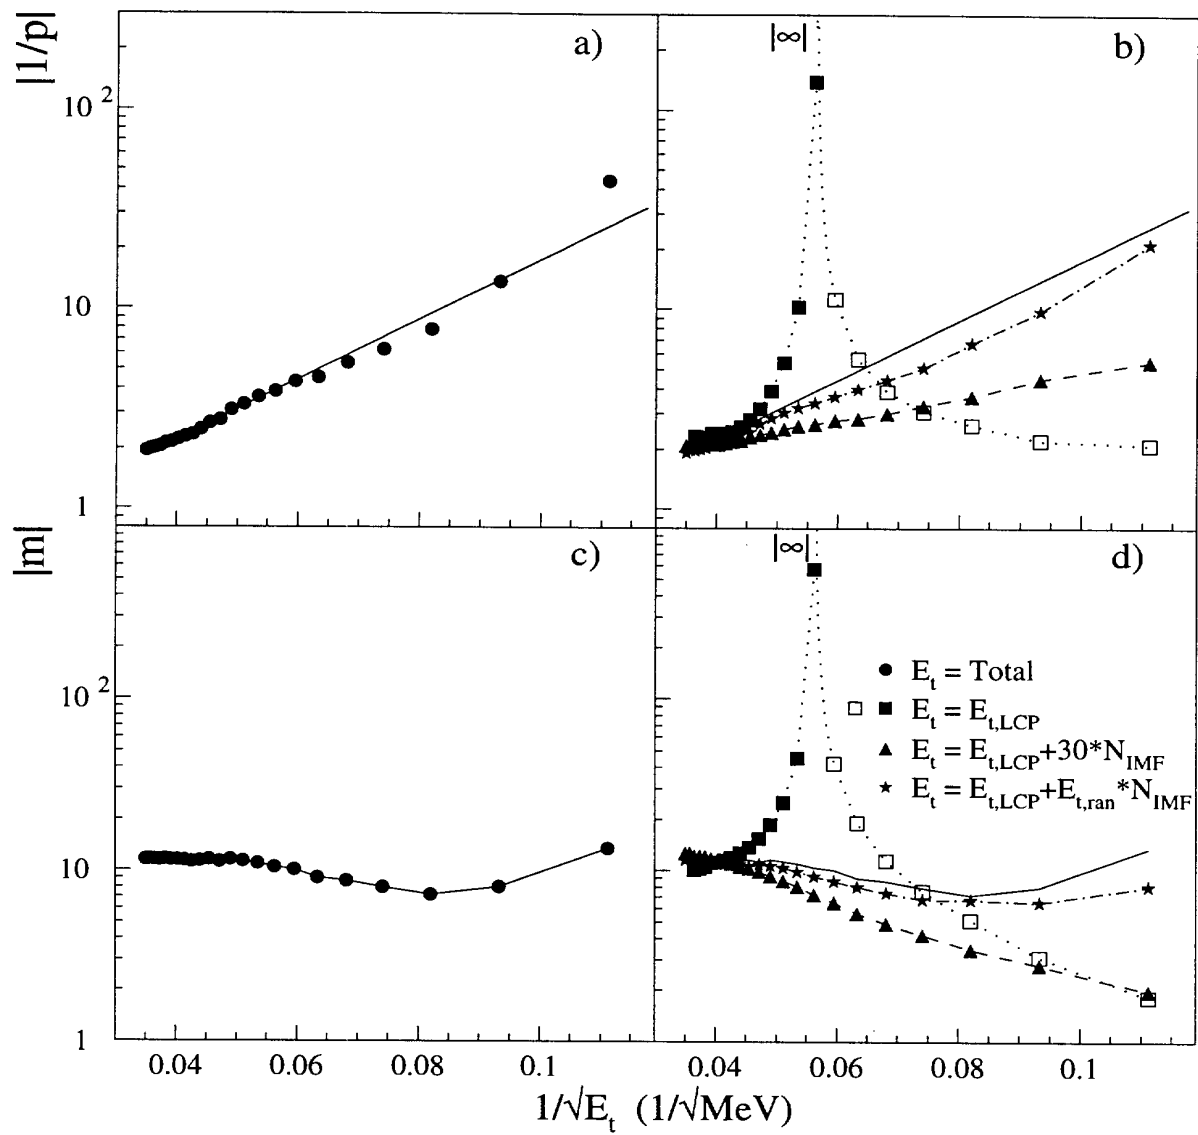 |1/p|
a)
10 2
10
1
|∞|
b)
|m|
c)
10 2
10
1
0.04 0.06 0.08 0.1
|∞|
d)
E_t = Total
E_t = E_t,LCP
E_t = E_t,LCP+30*N_IMF
E_t = E_t,LCP+E_t,ran*N_IMF
0.04 0.06 0.08 0.1
1/√E_t (1/√MeV)